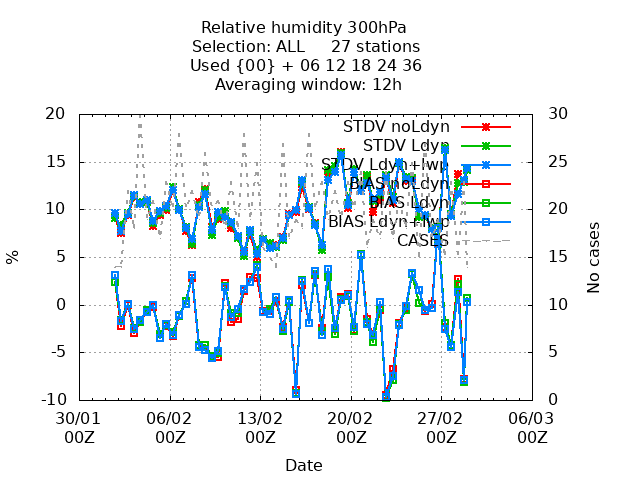 Relative humidity 300hPa
Selection: ALL     27 stations
Used {00} + 06 12 18 24 36
Averaging window: 12h
20 30
STDV noLdyn
STDV Ldyn
15 25
STDV Ldyn+lwp
BIAS noLdyn
10 20
BIAS Ldyn
BIAS Ldyn+lwp
CASES
% No cases
5 15
0 10
-5 5
-10 0
30/01 06/02 13/02 20/02 27/02 06/03
00Z 00Z 00Z 00Z 00Z 00Z
Date